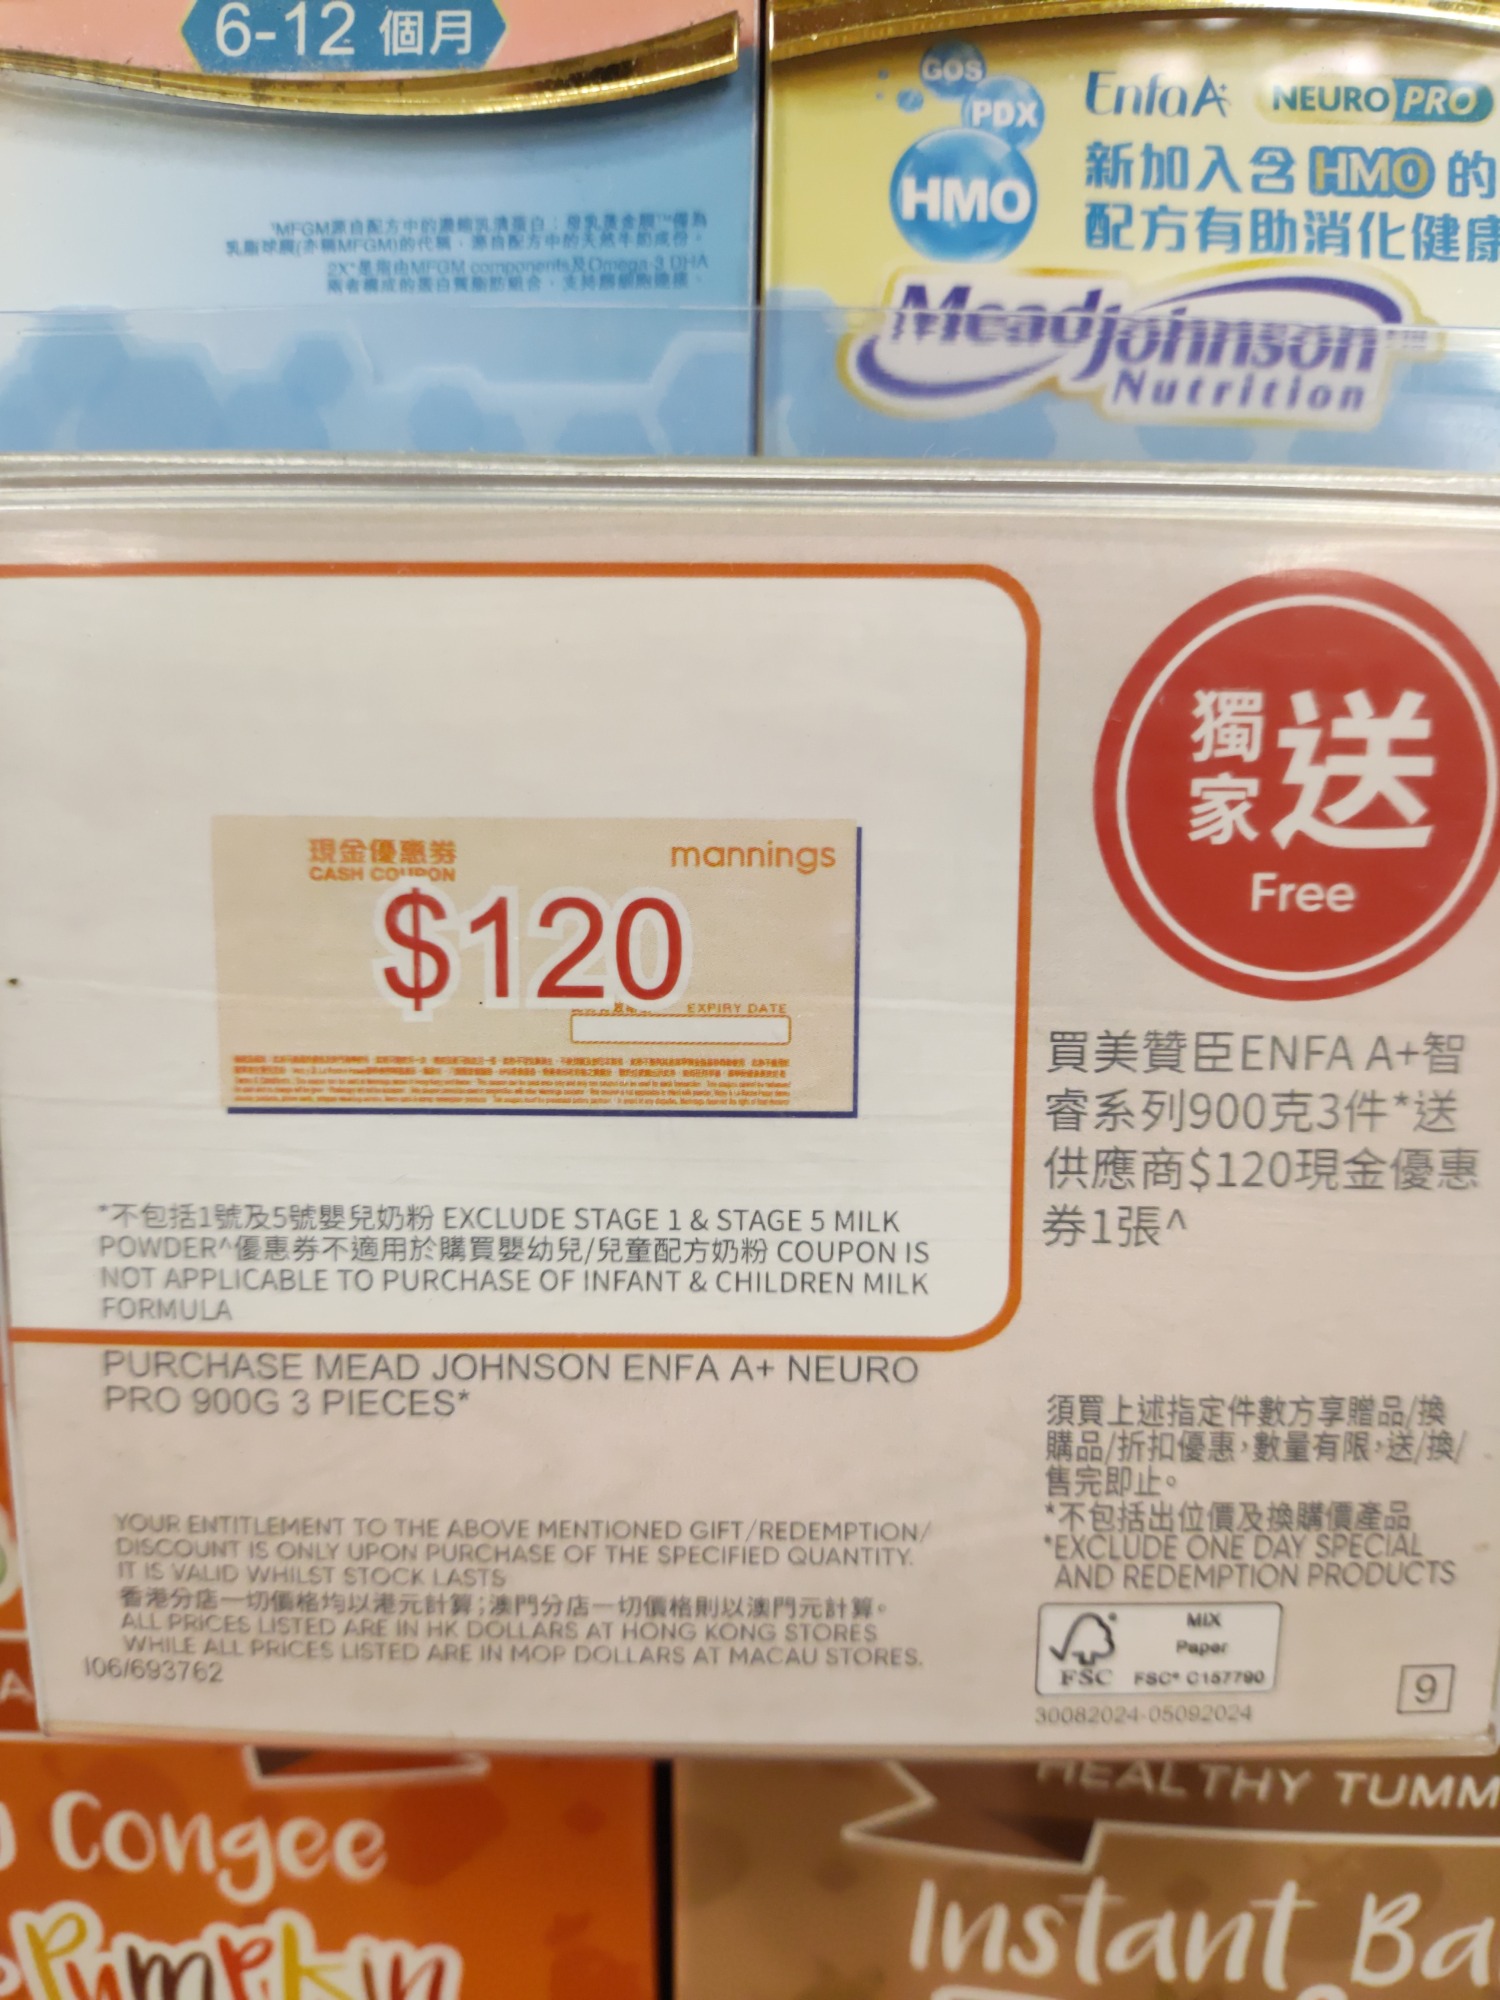 6-12 個月
GOS
PDX
HMO
EnfaA+ NEURO PRO
新加入含 HMO 的
配方有助消化健康
MeadJohnson™
Nutrition
獨家送
Free
現金優惠券
CASH COUPON
mannings
$120
EXPIRY DATE
買美贊臣ENFA A+智
睿系列900克3件*送
供應商$120現金優惠
券1張^
*不包括1號及5號嬰兒奶粉 EXCLUDE STAGE 1 & STAGE 5 MILK
POWDER^優惠券不適用於購買嬰幼兒/兒童配方奶粉 COUPON IS
NOT APPLICABLE TO PURCHASE OF INFANT & CHILDREN MILK
FORMULA
PURCHASE MEAD JOHNSON ENFA A+ NEURO
PRO 900G 3 PIECES*
須買上述指定件數方享贈品/換
購品/折扣優惠，數量有限，送/換/
售完即止。
*不包括出位價及換購價產品
*EXCLUDE ONE DAY SPECIAL
AND REDEMPTION PRODUCTS
YOUR ENTITLEMENT TO THE ABOVE MENTIONED GIFT/REDEMPTION/
DISCOUNT IS ONLY UPON PURCHASE OF THE SPECIFIED QUANTITY.
IT IS VALID WHILST STOCK LASTS
香港分店一切價格均以港元計算；澳門分店一切價格則以澳門元計算。
ALL PRICES LISTED ARE IN HK DOLLARS AT HONG KONG STORES
WHILE ALL PRICES LISTED ARE IN MOP DOLLARS AT MACAU STORES.
106/693762
FSC
MIX
Paper
FSC® C157790
30082024-05092024
9
Congee
Pumpkin
HEALTHY TUMM
Instant Ba